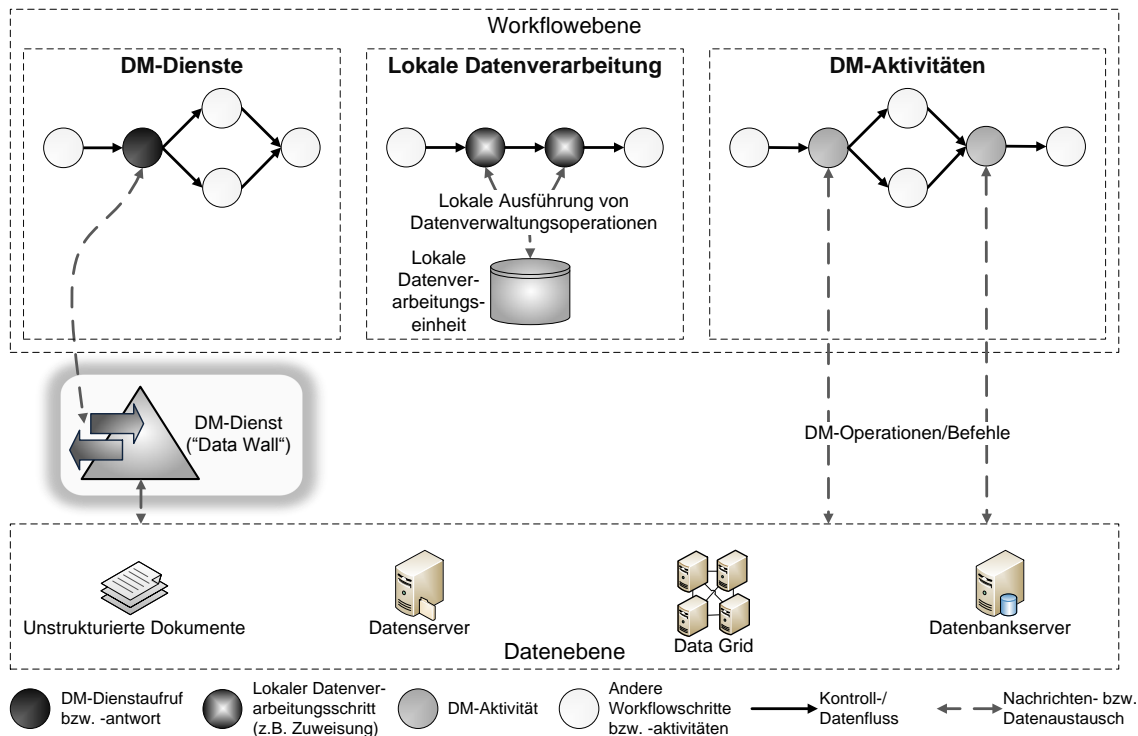 Workflowebene
DM-Dienste
Lokale Datenverarbeitung
DM-Aktivitäten
Lokale Ausführung von
Datenverwaltungsoperationen
Lokale
Datenver-
arbeitungs-
einheit
DM-Dienst
(“Data Wall“)
DM-Operationen/Befehle
Unstrukturierte Dokumente
Datenserver
Data Grid
Datenbankserver
Datenebene
DM-Dienstaufruf
bzw. -antwort
Lokaler Datenver-
arbeitungsschritt
(z.B. Zuweisung)
DM-Aktivität
Andere
Workflowschritte
bzw. -aktivitäten
Kontroll-/
Datenfluss
Nachrichten- bzw.
Datenaustausch